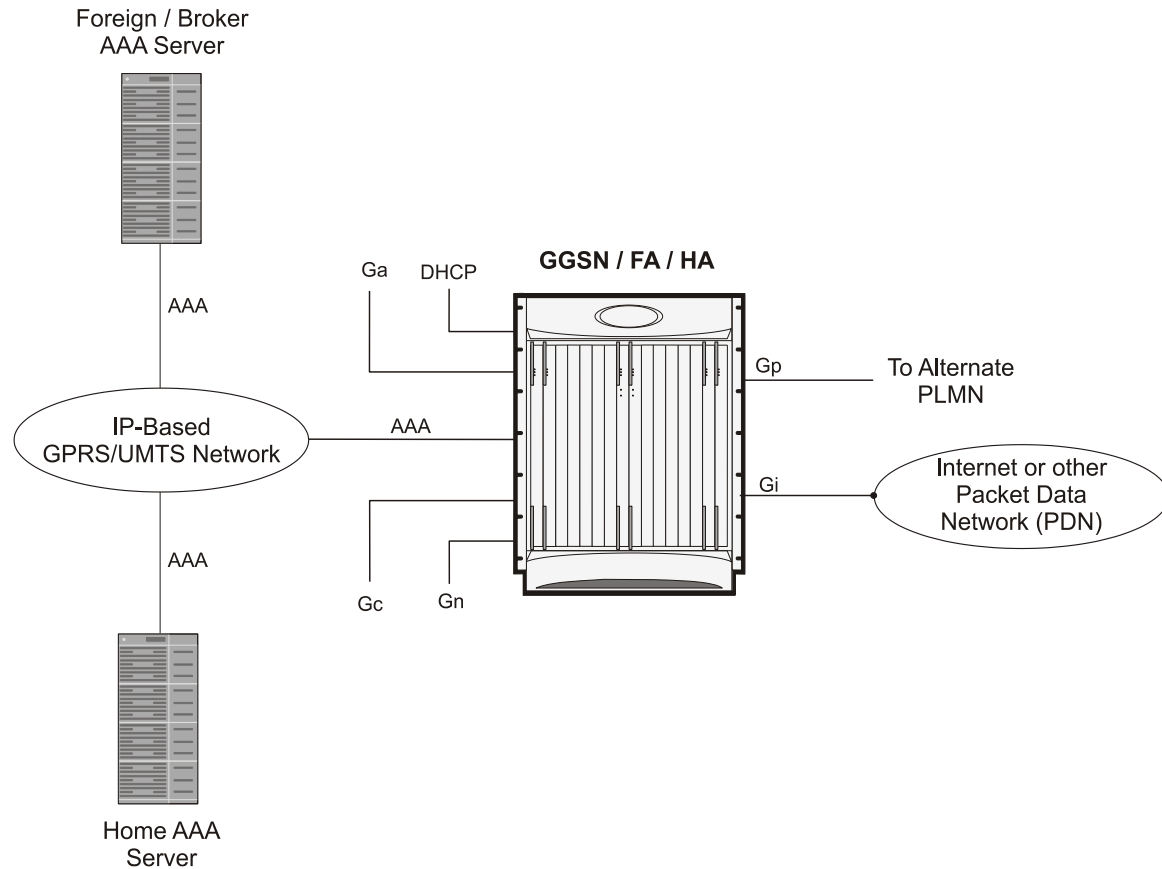 Foreign / Broker
AAA Server
GGSN / FA / HA
Ga
DHCP
AAA
Gp
To Alternate
PLMN
IP-Based
GPRS/UMTS Network
AAA
Internet or other
Packet Data
Network (PDN)
Gi
AAA
Gc
Gn
Home AAA
Server